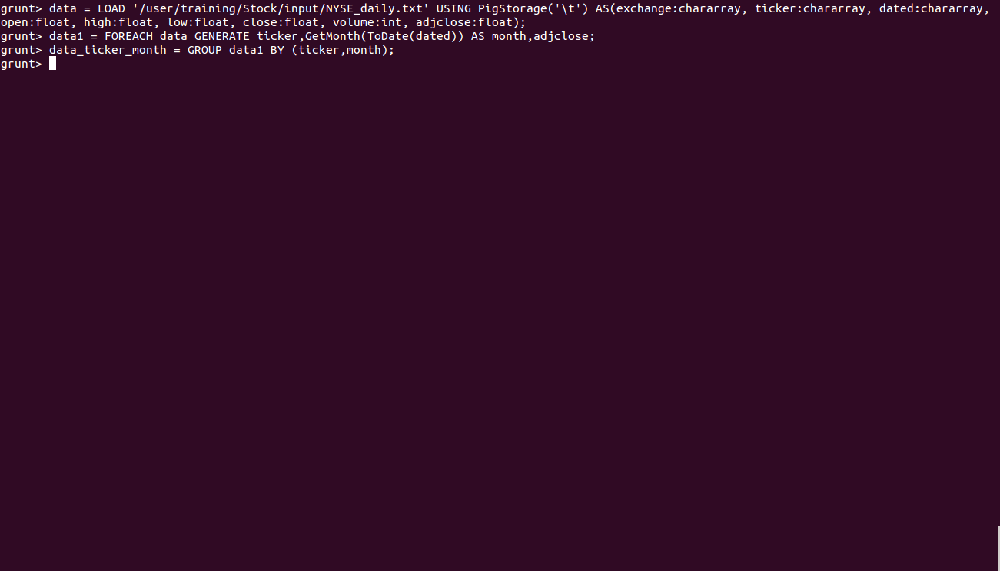 grunt> data = LOAD '/user/training/Stock/input/NYSE_daily.txt' USING PigStorage('\t') AS(exchange:chararray, ticker:chararray, dated:chararray,
open:float, high:float, low:float, close:float, volume:int, adjclose:float);
grunt> data1 = FOREACH data GENERATE ticker,GetMonth(ToDate(dated)) AS month,adjclose;
grunt> data_ticker_month = GROUP data1 BY (ticker,month);
grunt>